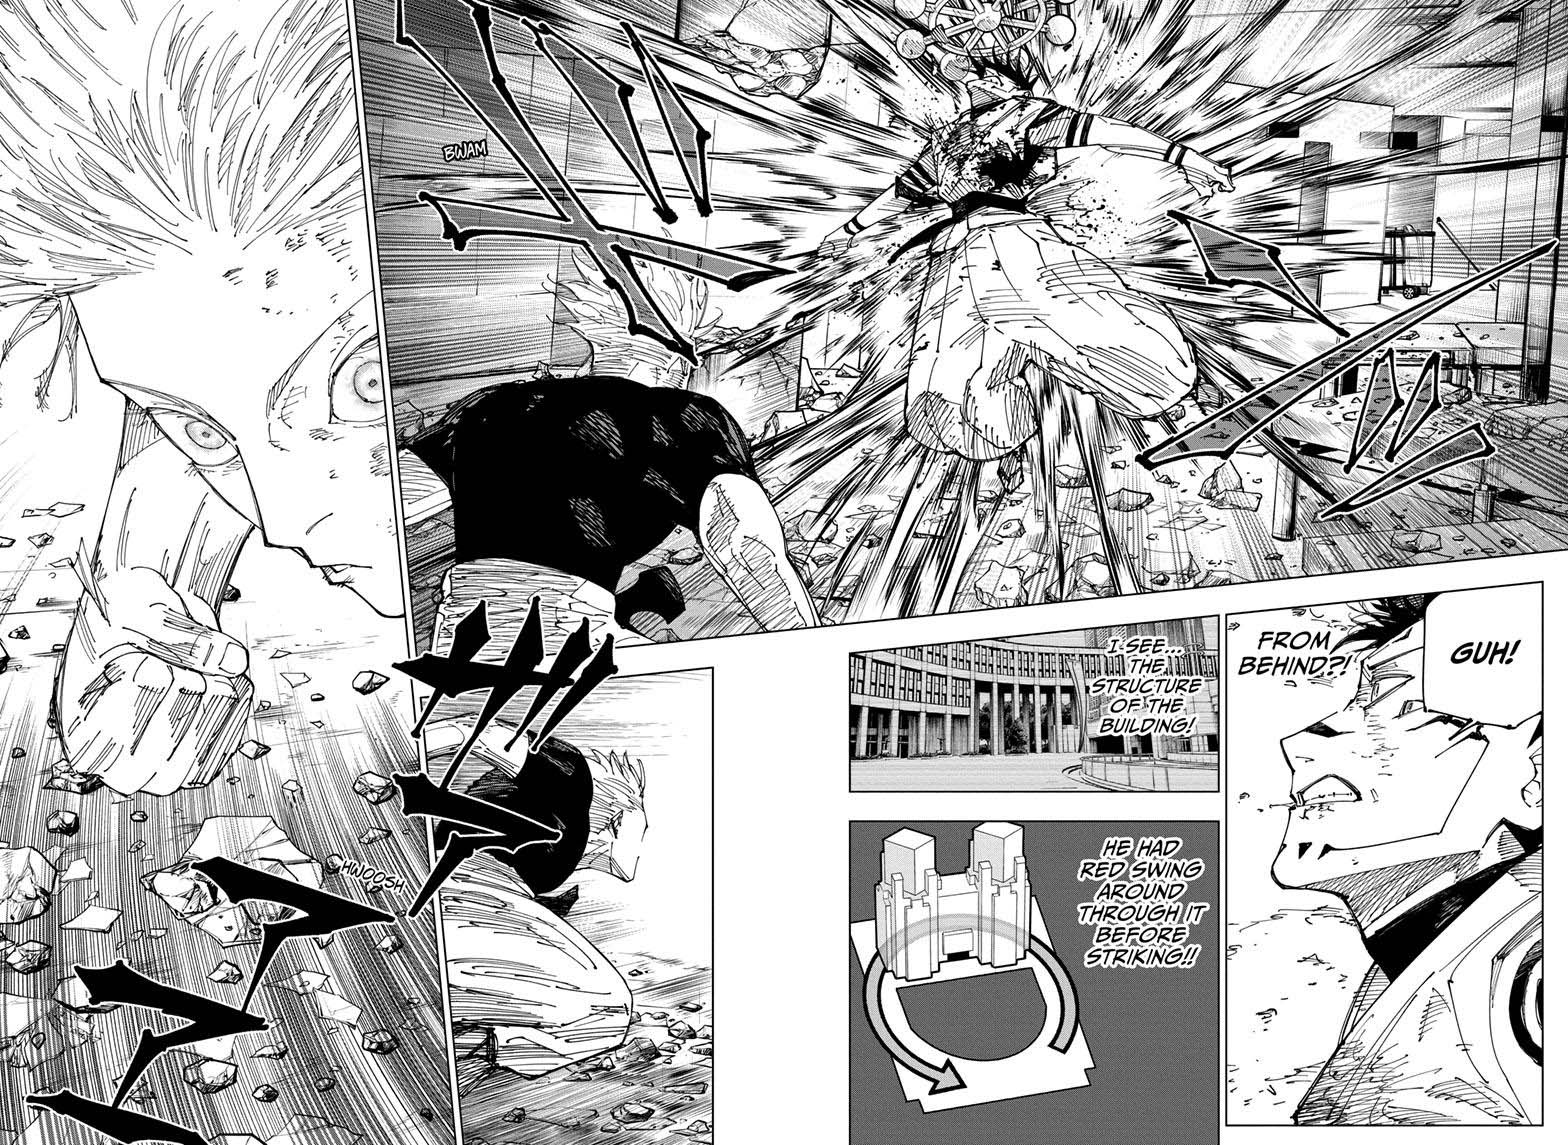 GUH!
FROM
BEHIND?!
I SEE...
THE
STRUCTURE
OF THE
BUILDING!
HE HAD
RED SWING
AROUND
THROUGH IT
BEFORE
STRIKING!!
BWAM
HWOOSH